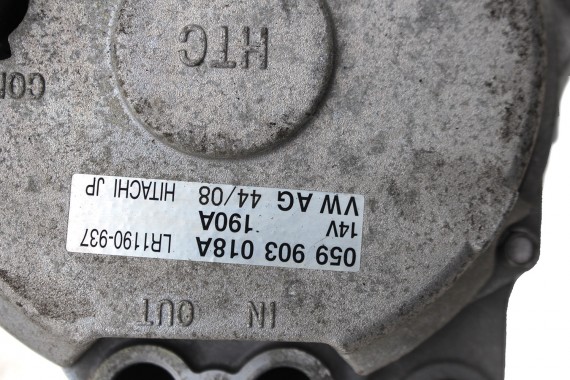 IN OUT
059 903 018A LR1190-937
14V 190A
VW AG 44/08 HITACHI JP
HTC